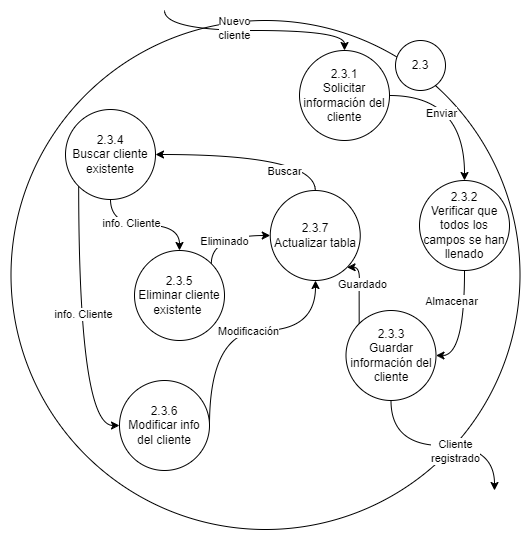 Nuevo
cliente
2.3
2.3.1
Solicitar
información del
cliente
Enviar
2.3.4
Buscar cliente
existente
Buscar
2.3.2
Verificar que
todos los
campos se han
llenado
info. Cliente
2.3.7
Actualizar tabla
Eliminado
2.3.5
Eliminar cliente
existente
Guardado
Almacenar
info. Cliente
Modificación
2.3.3
Guardar
información del
cliente
2.3.6
Modificar info
del cliente
Cliente
registrado